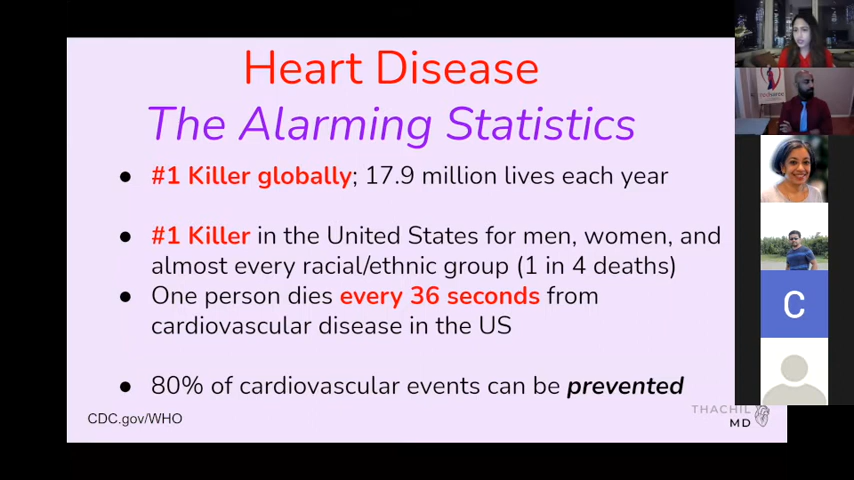 Heart Disease
The Alarming Statistics
● #1 Killer globally; 17.9 million lives each year
● #1 Killer in the United States for men, women, and
almost every racial/ethnic group (1 in 4 deaths)
● One person dies every 36 seconds from
cardiovascular disease in the US
● 80% of cardiovascular events can be prevented
CDC.gov/WHO
THACHIL
MD
C